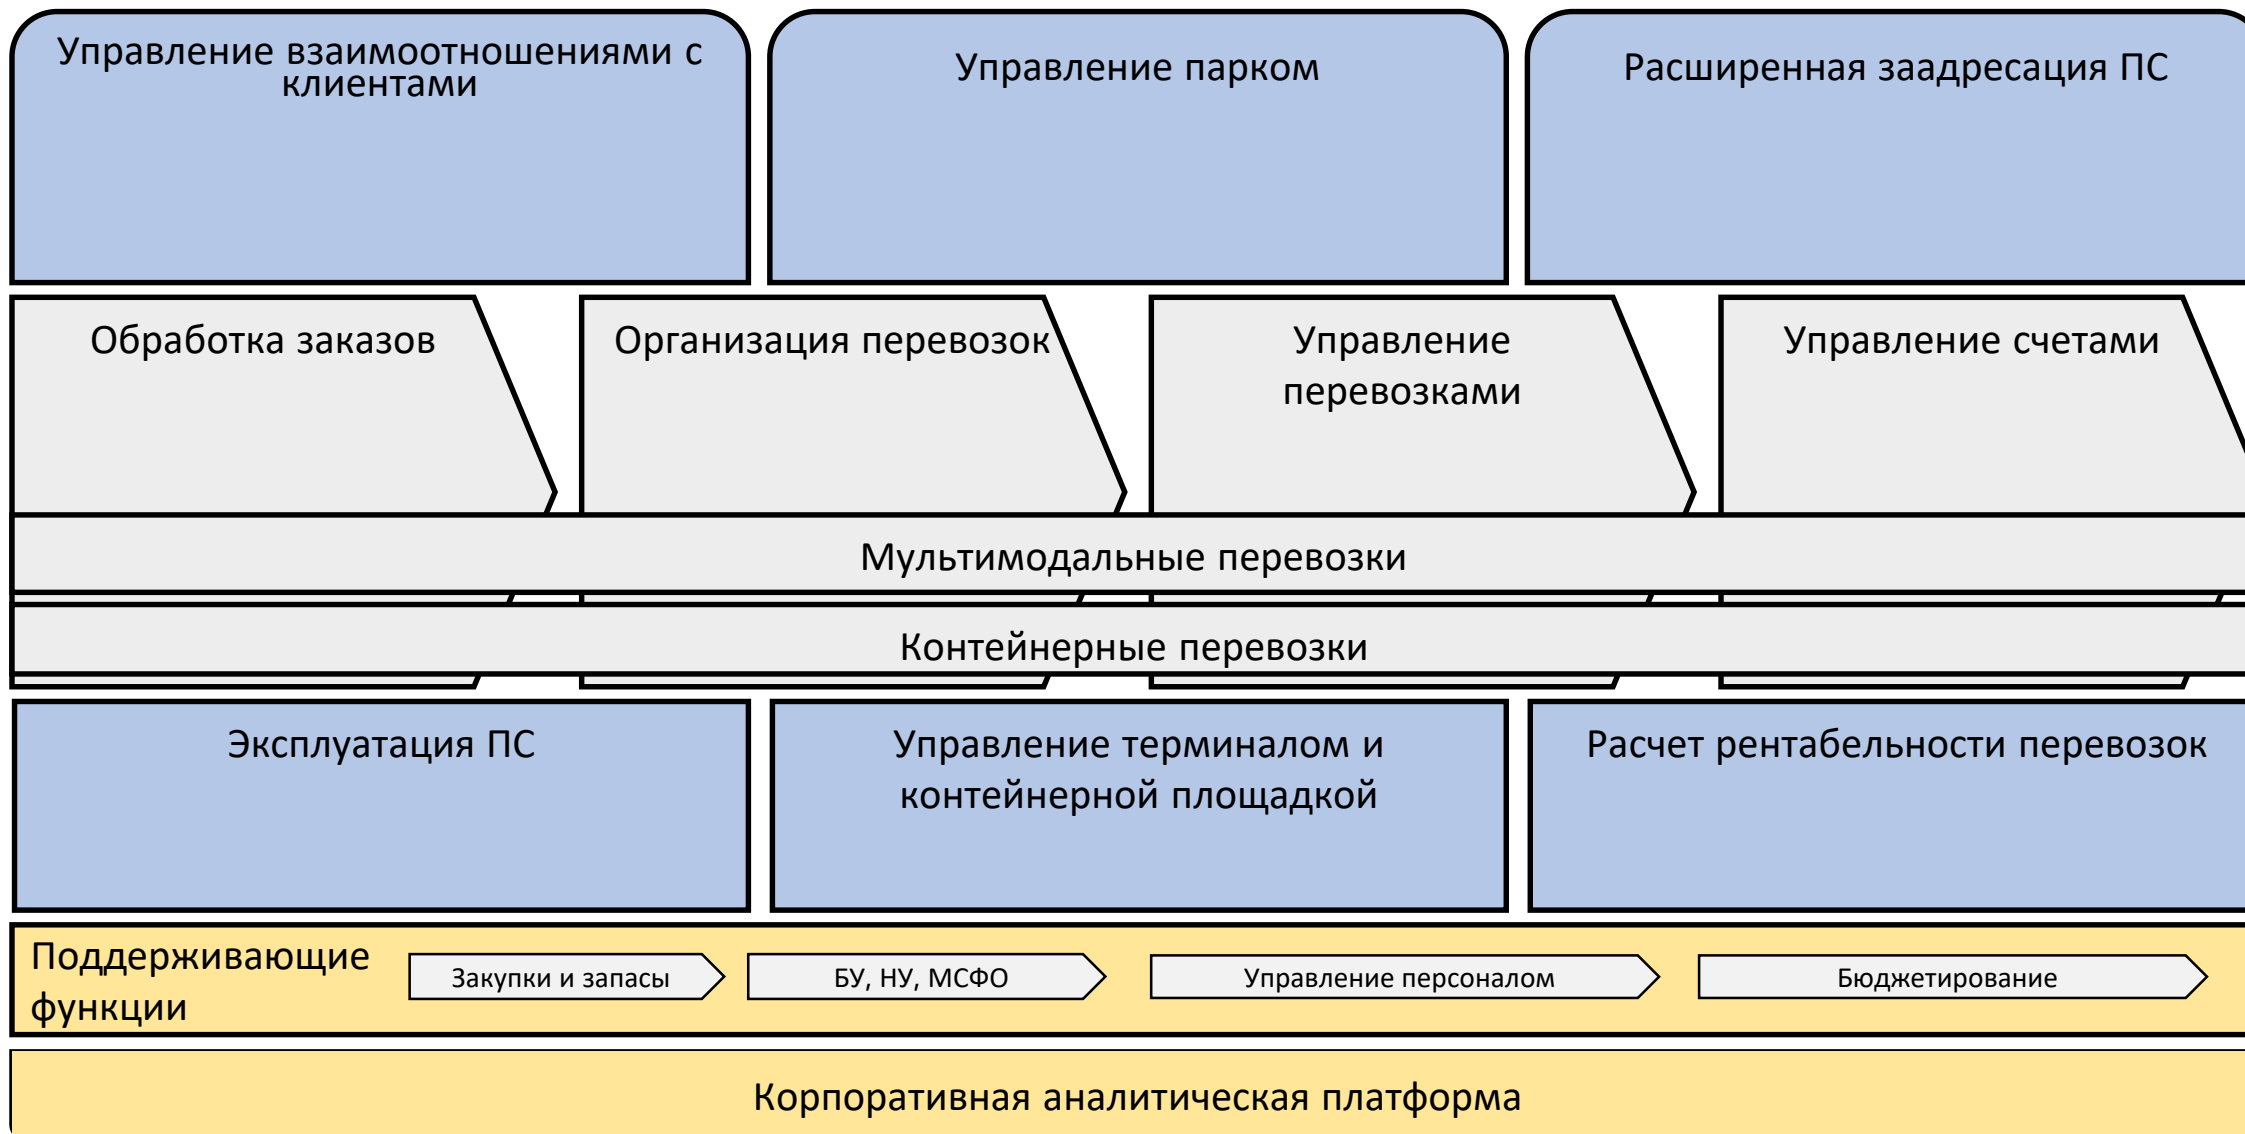 Управление взаимоотношениями с
клиентами
Управление парком
Расширенная заадресация ПС
Обработка заказов
Организация перевозок
Управление
перевозками
Управление счетами
Мультимодальные перевозки
Контейнерные перевозки
Эксплуатация ПС
Управление терминалом и
контейнерной площадкой
Расчет рентабельности перевозок
Поддерживающие
функции
Закупки и запасы
БУ, НУ, МСФО
Управление персоналом
Бюджетирование
Корпоративная аналитическая платформа